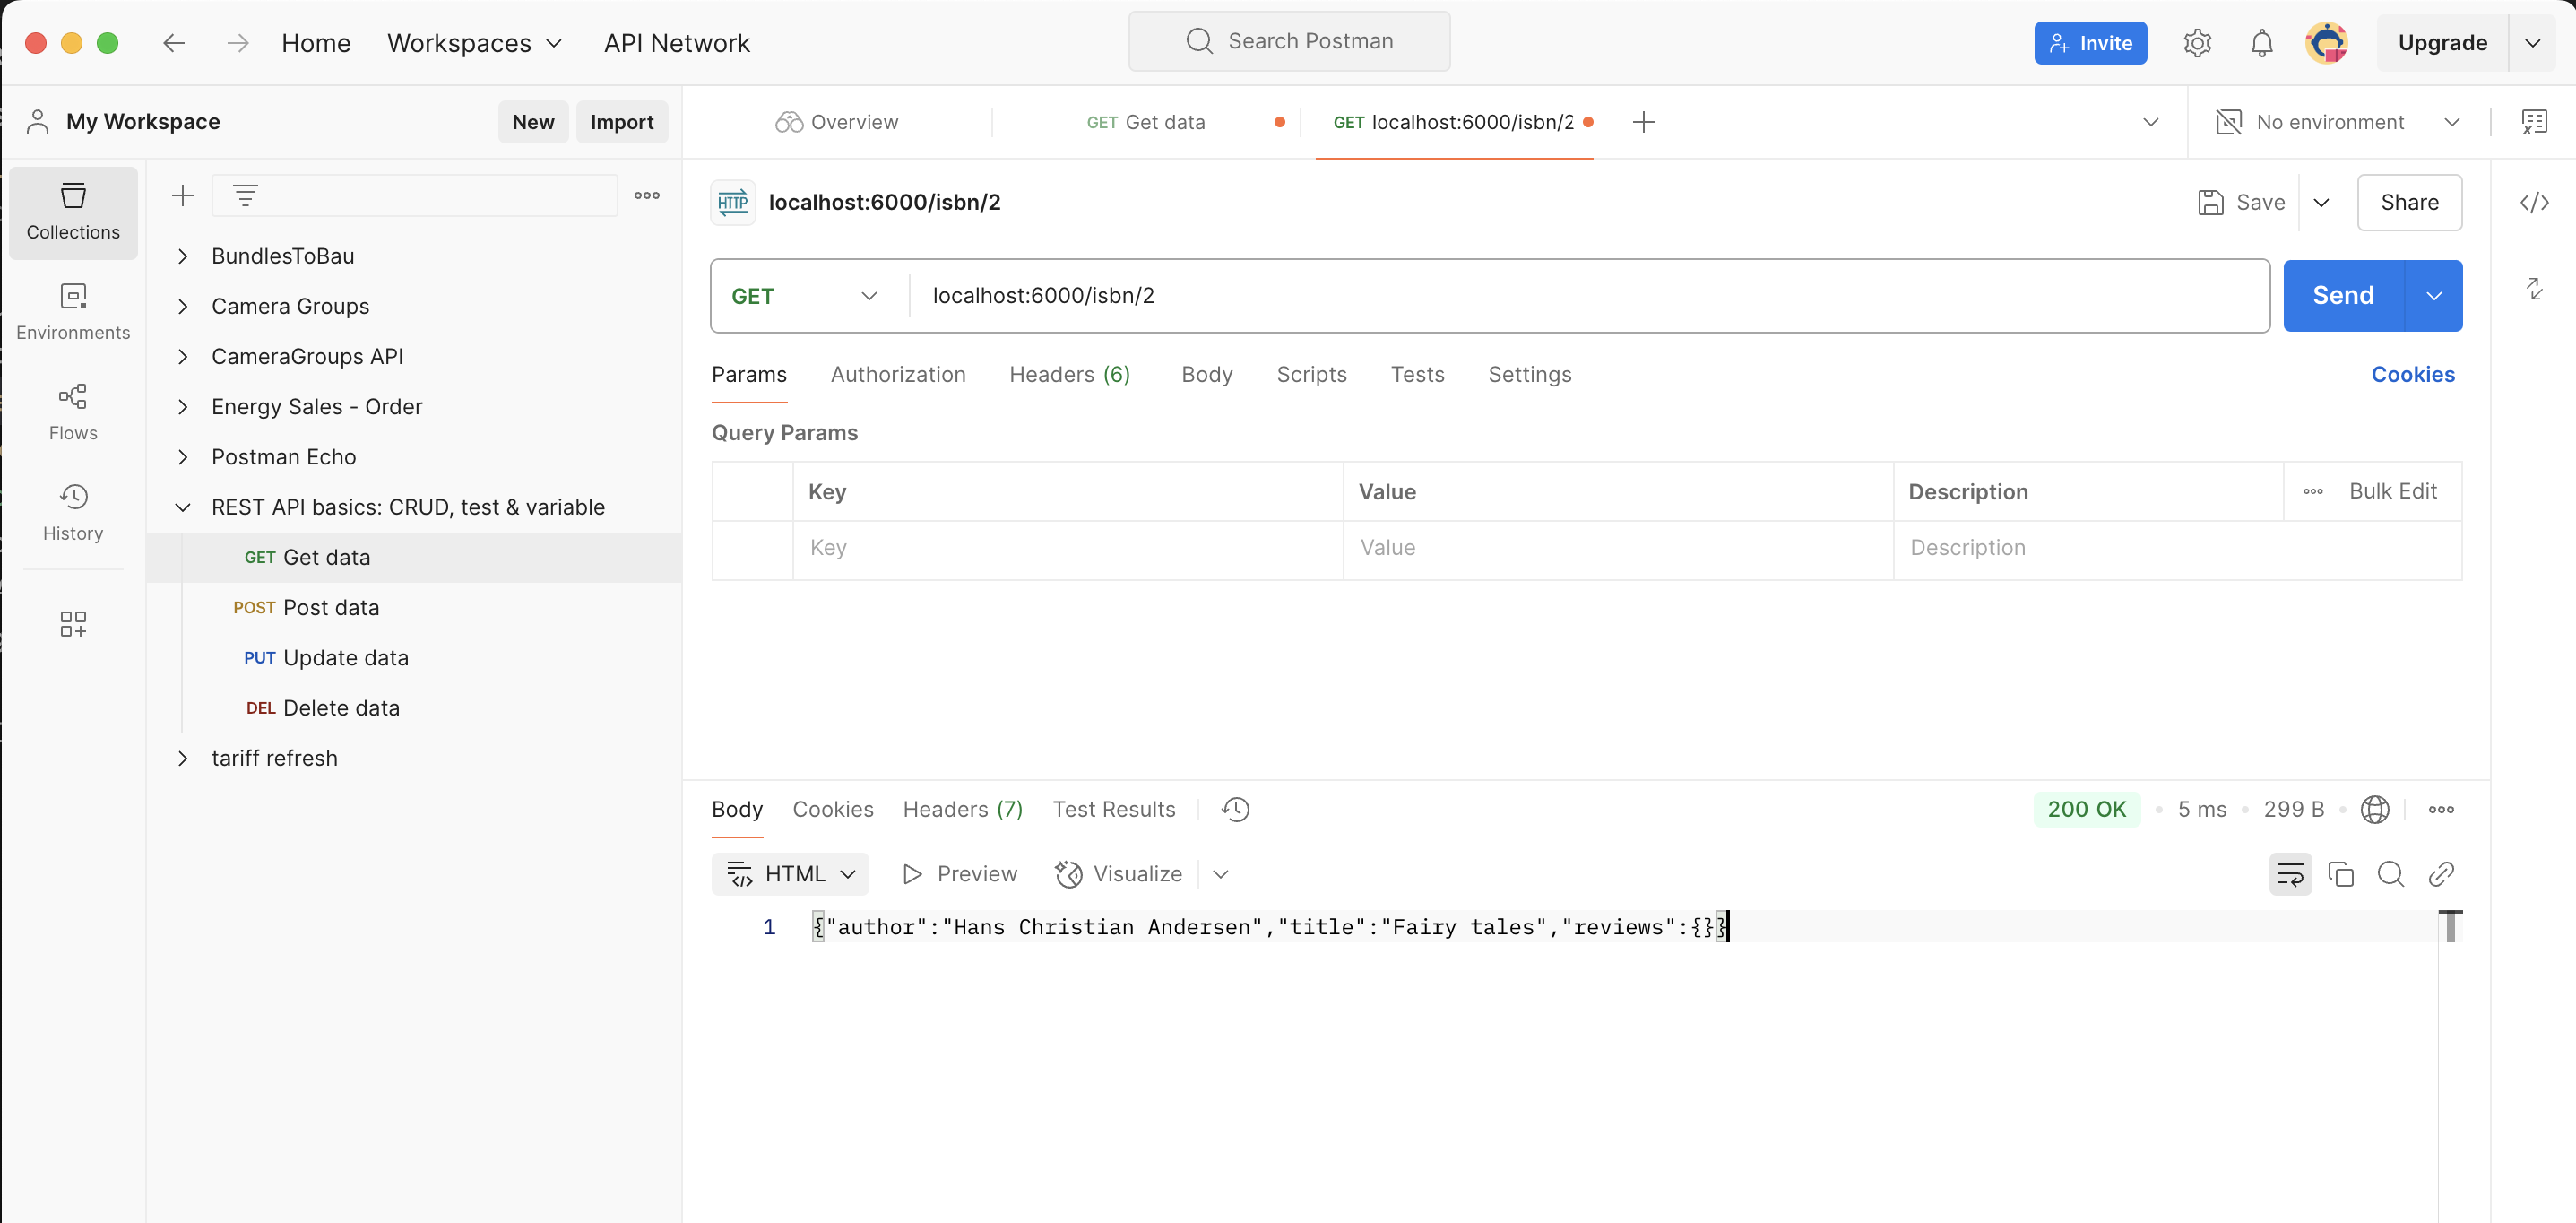 Home Workspaces API Network Search Postman Invite Upgrade
My Workspace New Import Overview GET Get data GET localhost:6000/isbn/2 No environment
Collections
Environments
Flows
History
BundlesToBau
Camera Groups
CameraGroups API
Energy Sales - Order
Postman Echo
REST API basics: CRUD, test & variable
GET Get data
POST Post data
PUT Update data
DEL Delete data
tariff refresh
HTTP localhost:6000/isbn/2 Save Share
GET localhost:6000/isbn/2 Send
Params Authorization Headers (6) Body Scripts Tests Settings Cookies
Query Params
Key Value Description Bulk Edit
Key Value Description
Body Cookies Headers (7) Test Results 200 OK • 5 ms • 299 B •
HTML Preview Visualize
1 {"author":"Hans Christian Andersen","title":"Fairy tales","reviews":{}}